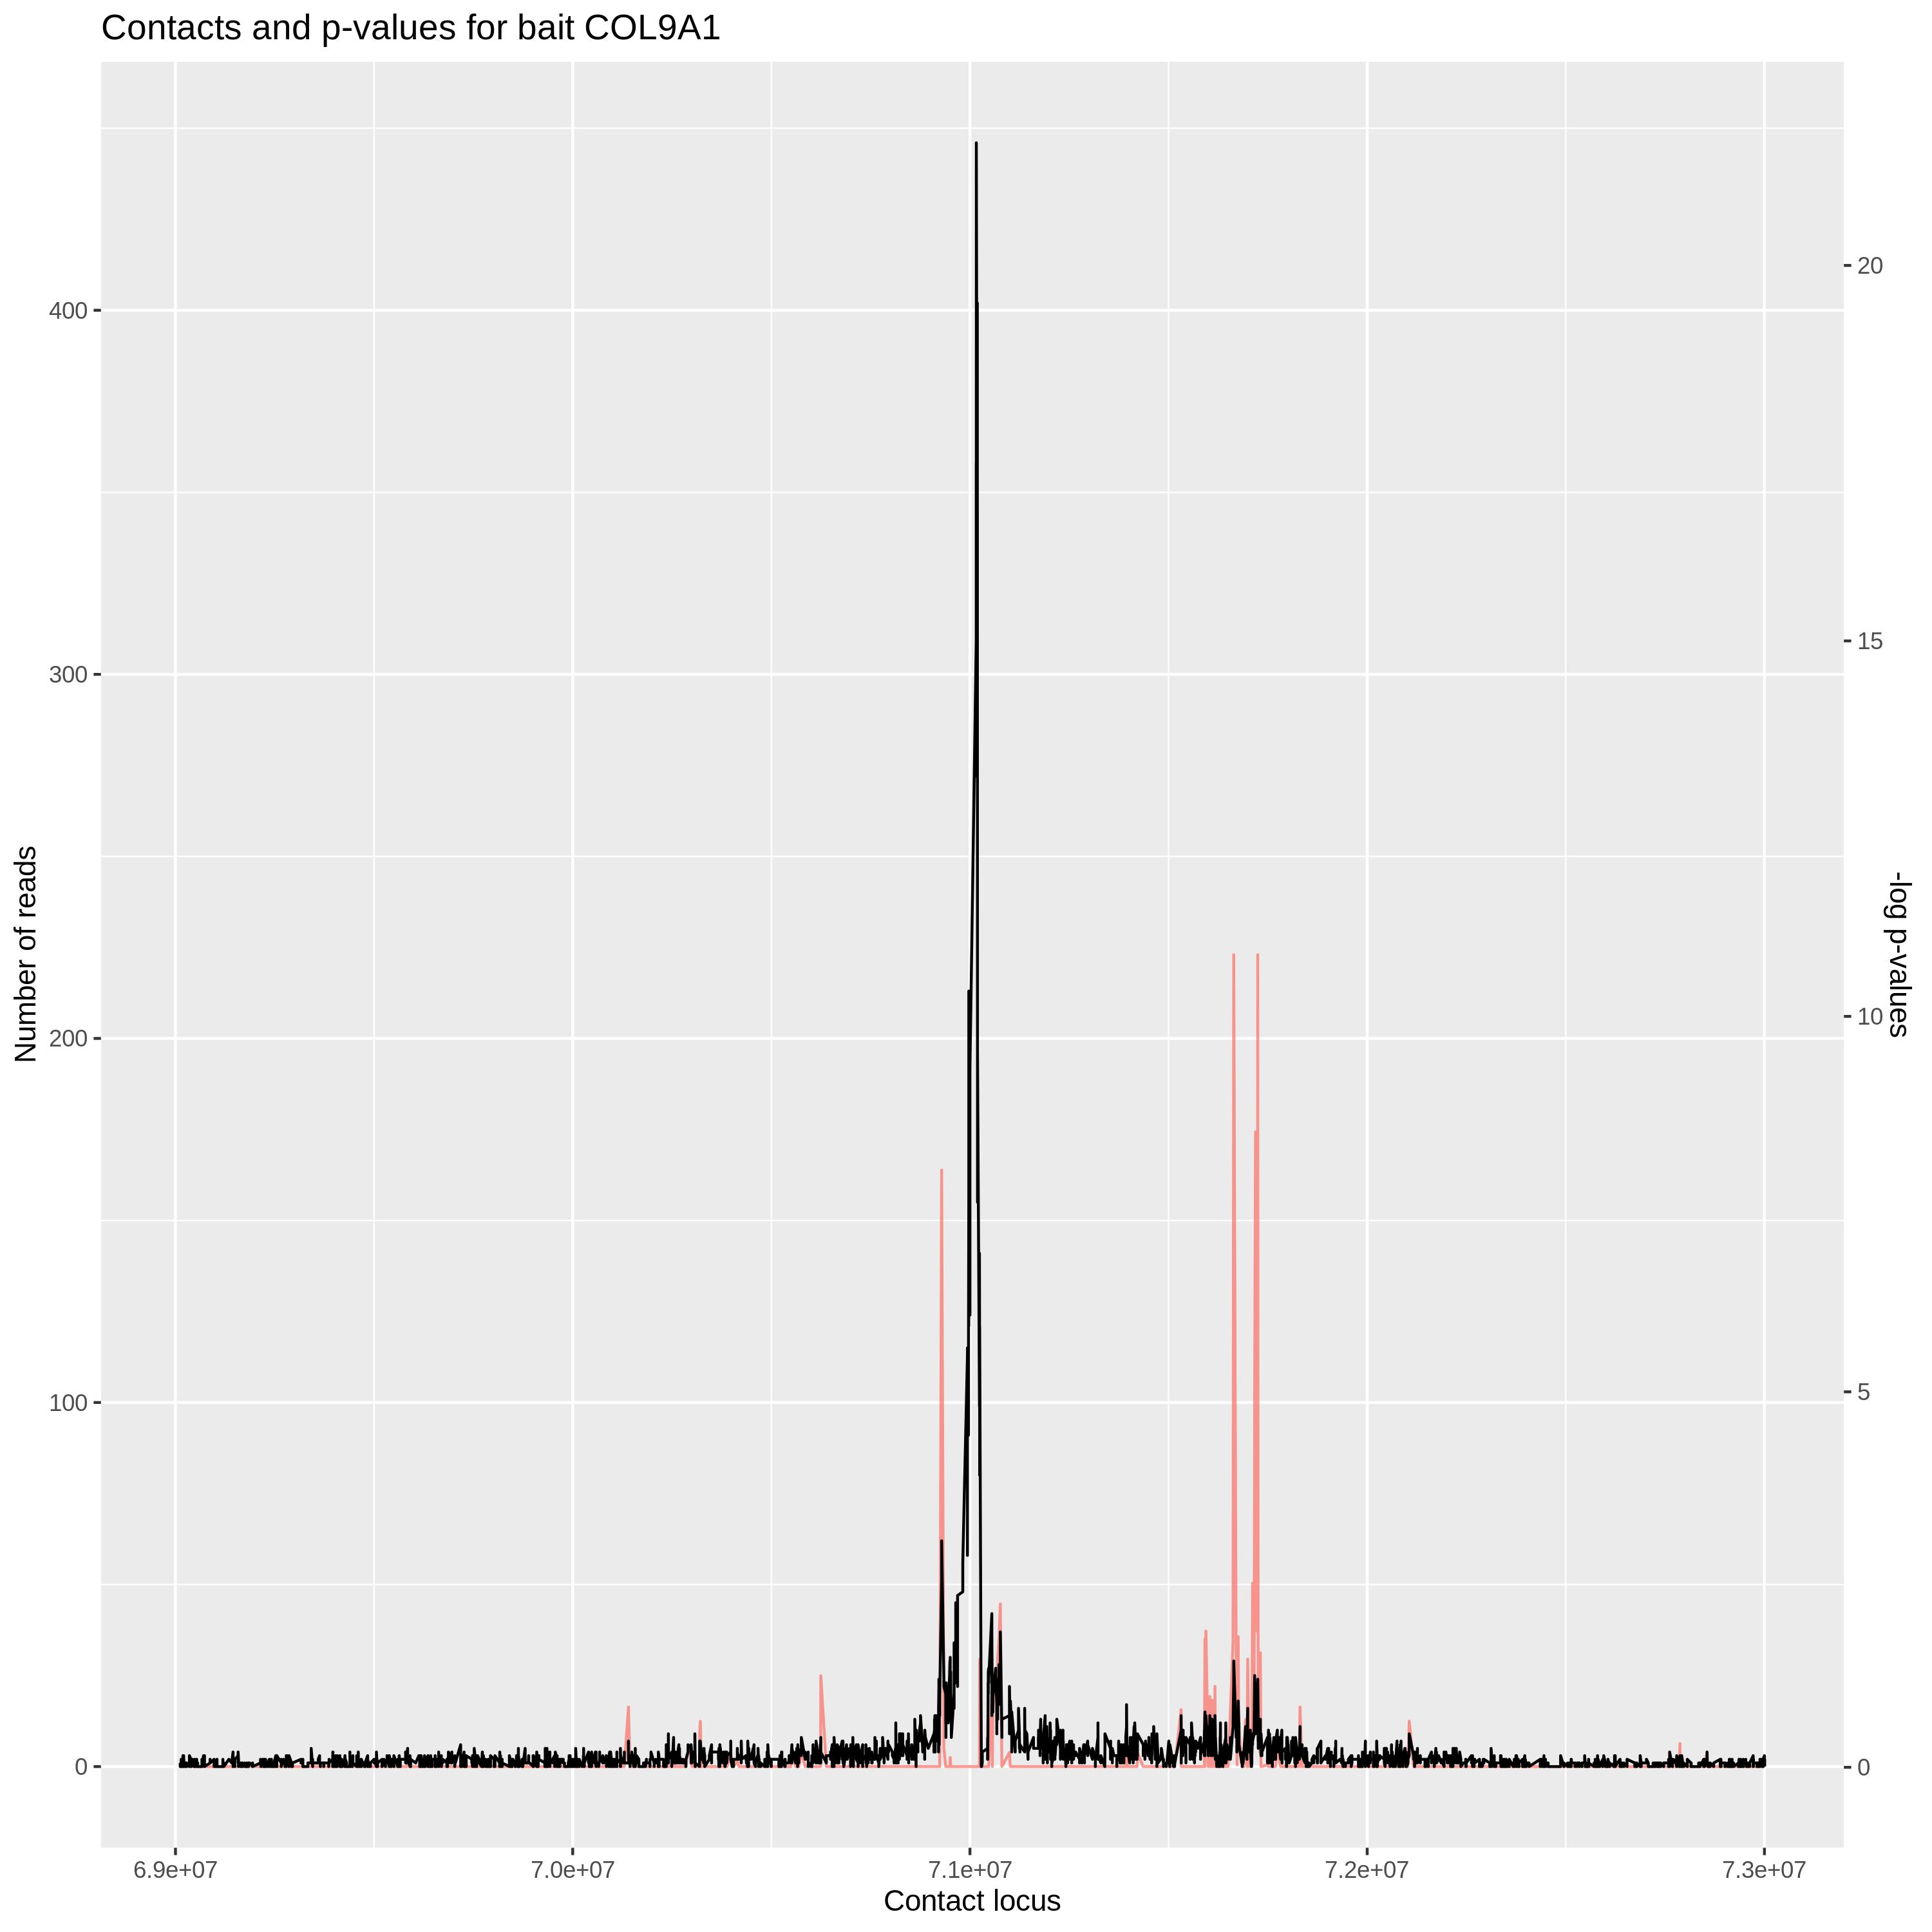 Contacts and p-values for bait COL9A1
Number of reads
400
300
200
100
0
20
15
10
5
0
-log p-values
6.9e+07
7.0e+07
7.1e+07
7.2e+07
7.3e+07
Contact locus